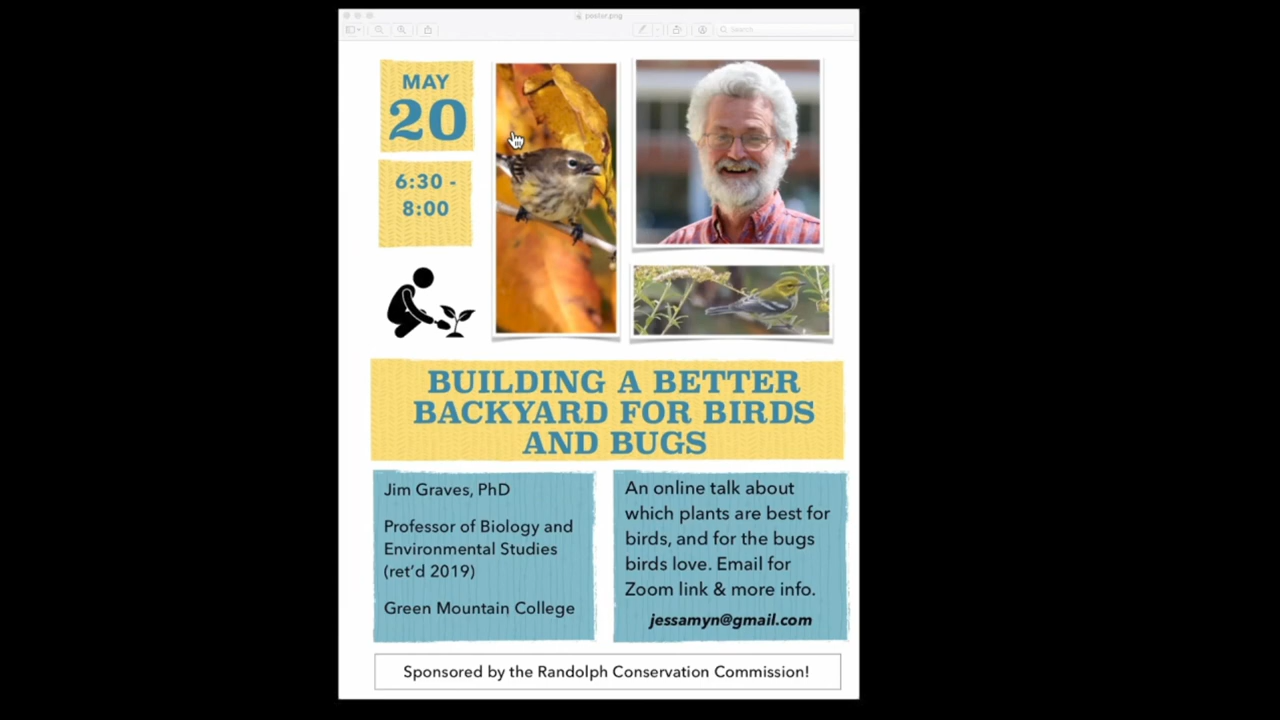 poster.png
Search
MAY
20
6:30 -
8:00
BUILDING A BETTER
BACKYARD FOR BIRDS
AND BUGS
Jim Graves, PhD
Professor of Biology and
Environmental Studies
(ret’d 2019)
Green Mountain College
An online talk about
which plants are best for
birds, and for the bugs
birds love. Email for
Zoom link & more info.
jessamyn@gmail.com
Sponsored by the Randolph Conservation Commission!